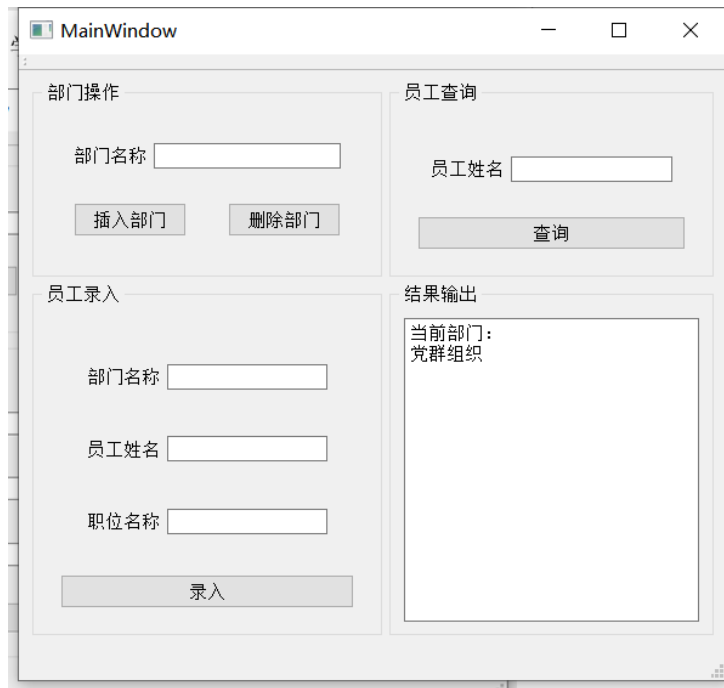 MainWindow
部门操作
部门名称
插入部门 删除部门
员工查询
员工姓名
查询
员工录入
部门名称
员工姓名
职位名称
录入
结果输出
当前部门：
党群组织